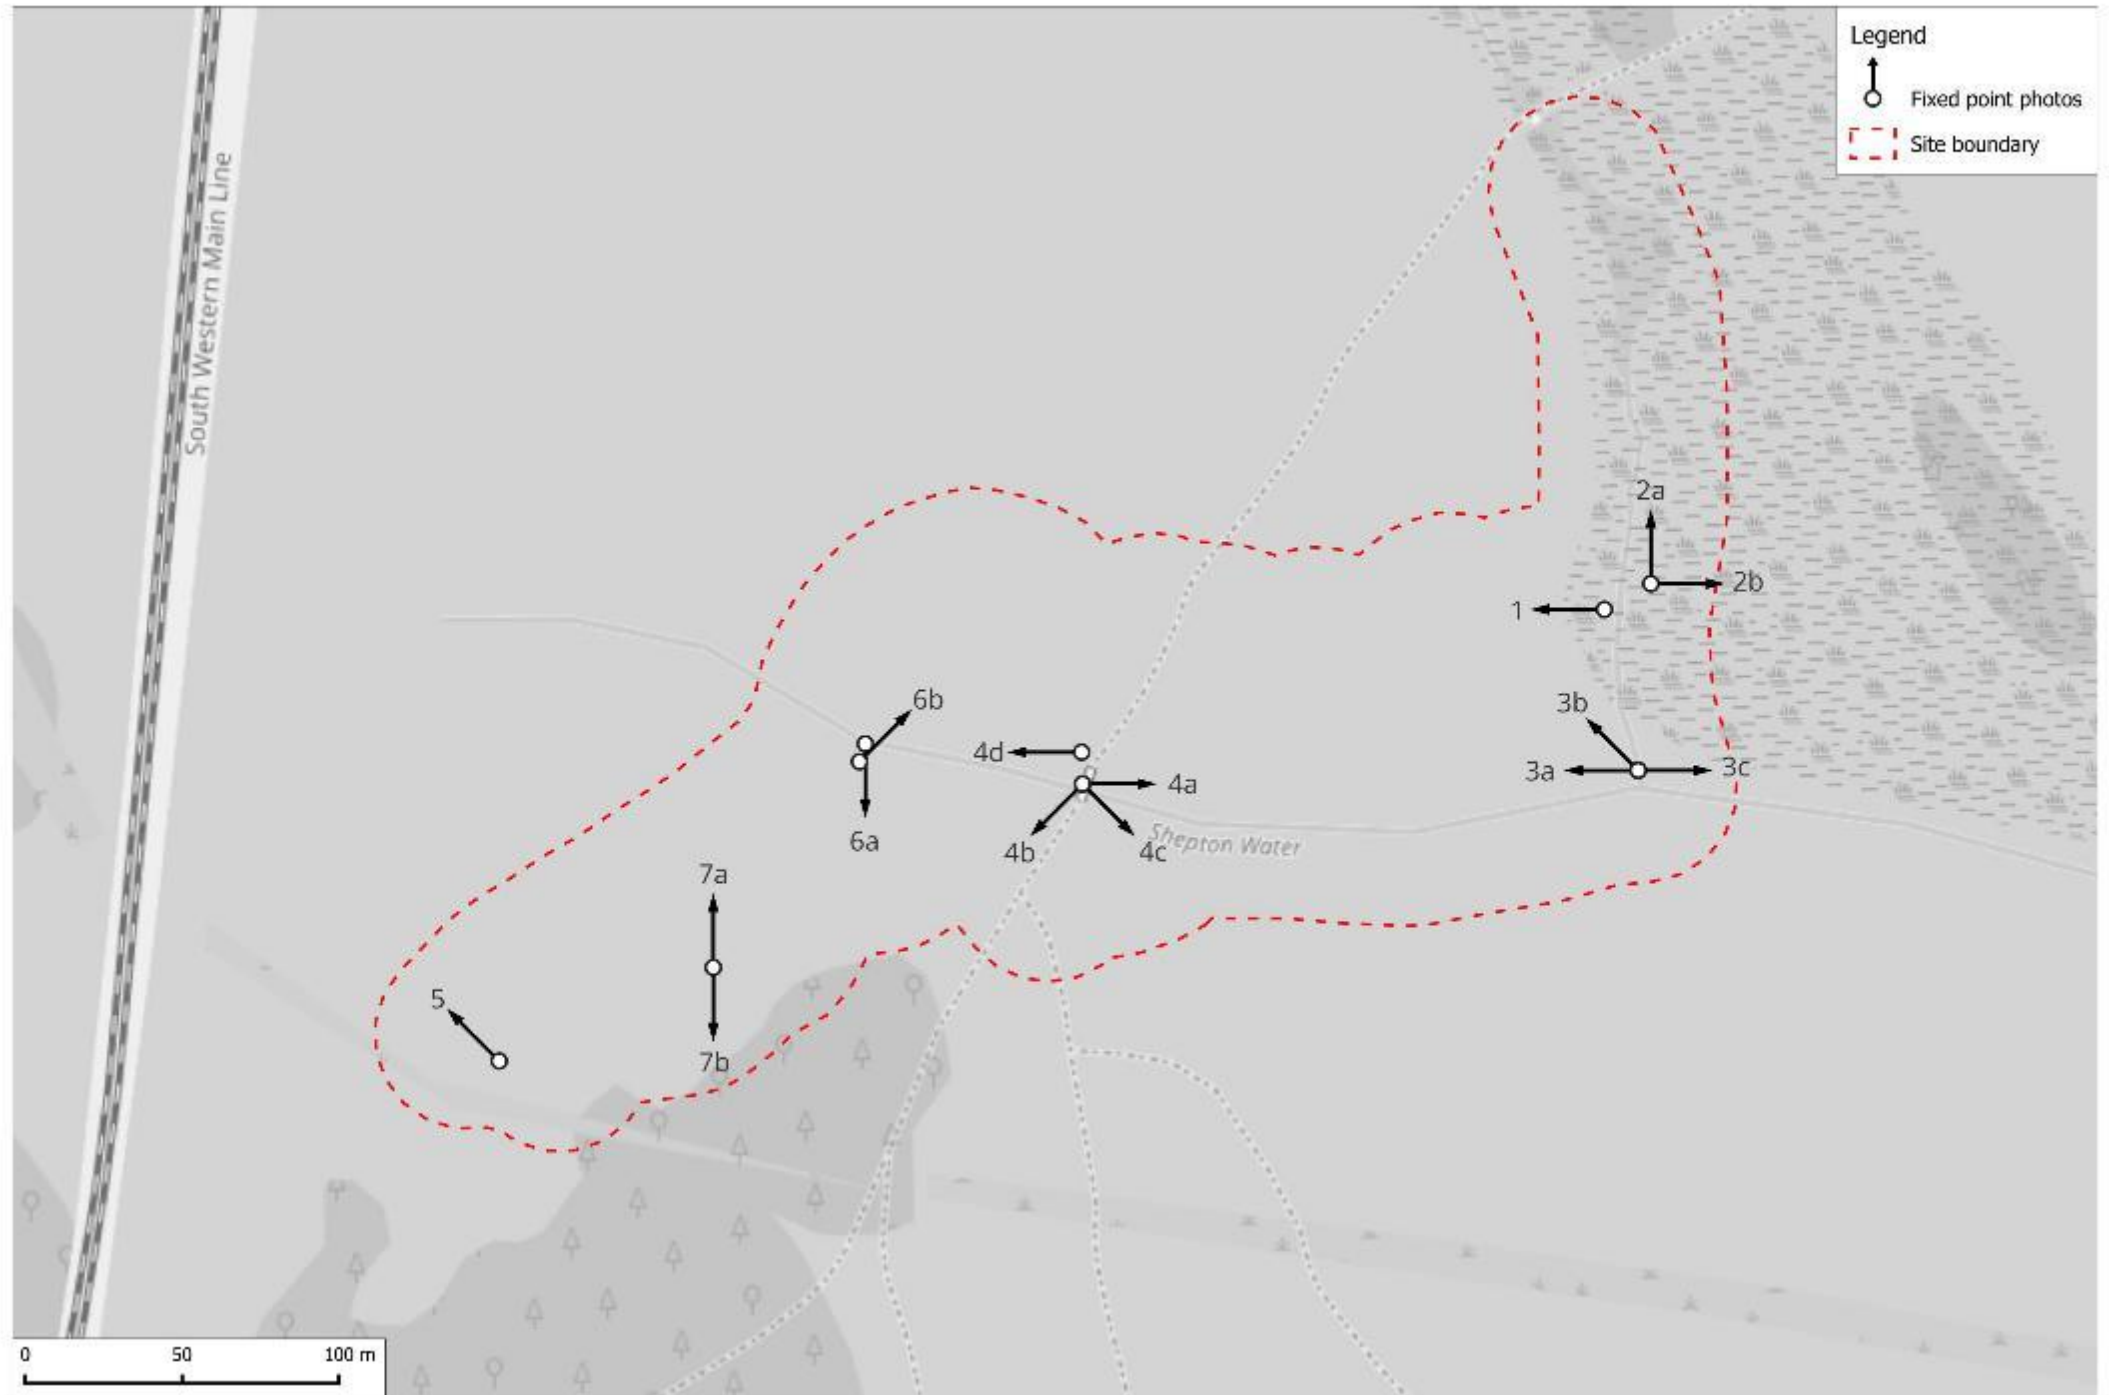 Legend
Fixed point photos
Site boundary
South Western Main Line
2a
2b
1
6b
3b
4d
4a
3a
3c
6a
4b
4c
Shepton Water
7a
5
7b
0 50 100 m